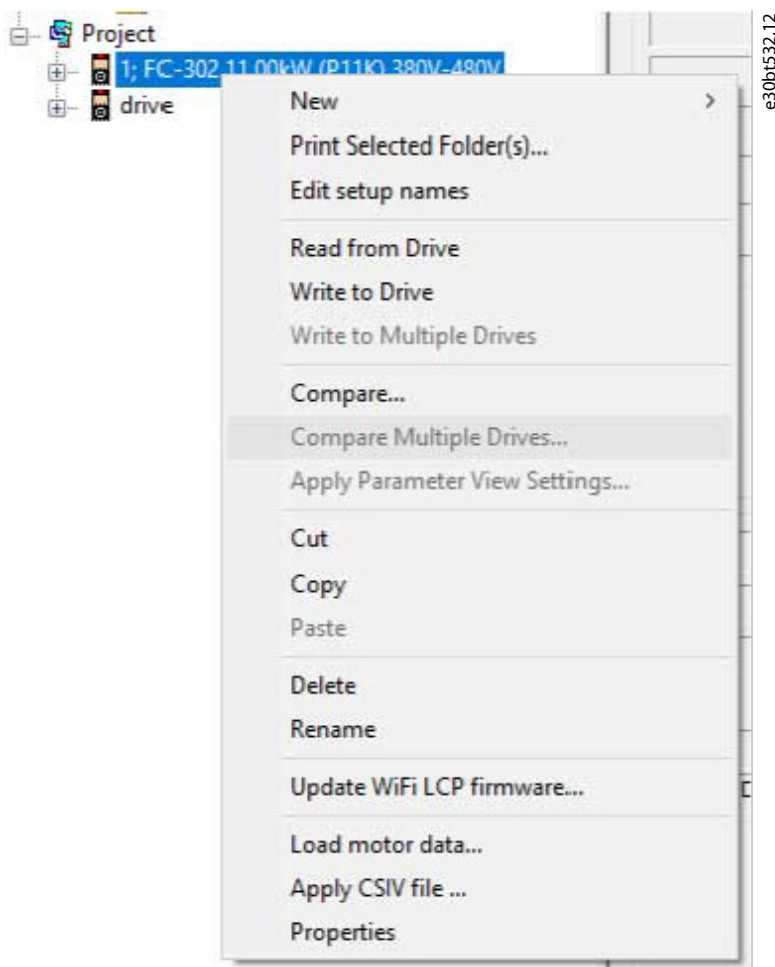 Project
1; FC-302 11.00kW (P11K) 380V-480V
drive
New
Print Selected Folder(s)...
Edit setup names
Read from Drive
Write to Drive
Write to Multiple Drives
Compare...
Compare Multiple Drives...
Apply Parameter View Settings...
Cut
Copy
Paste
Delete
Rename
Update WiFi LCP firmware...
Load motor data...
Apply CSIV file ...
Properties
e30bt532.12